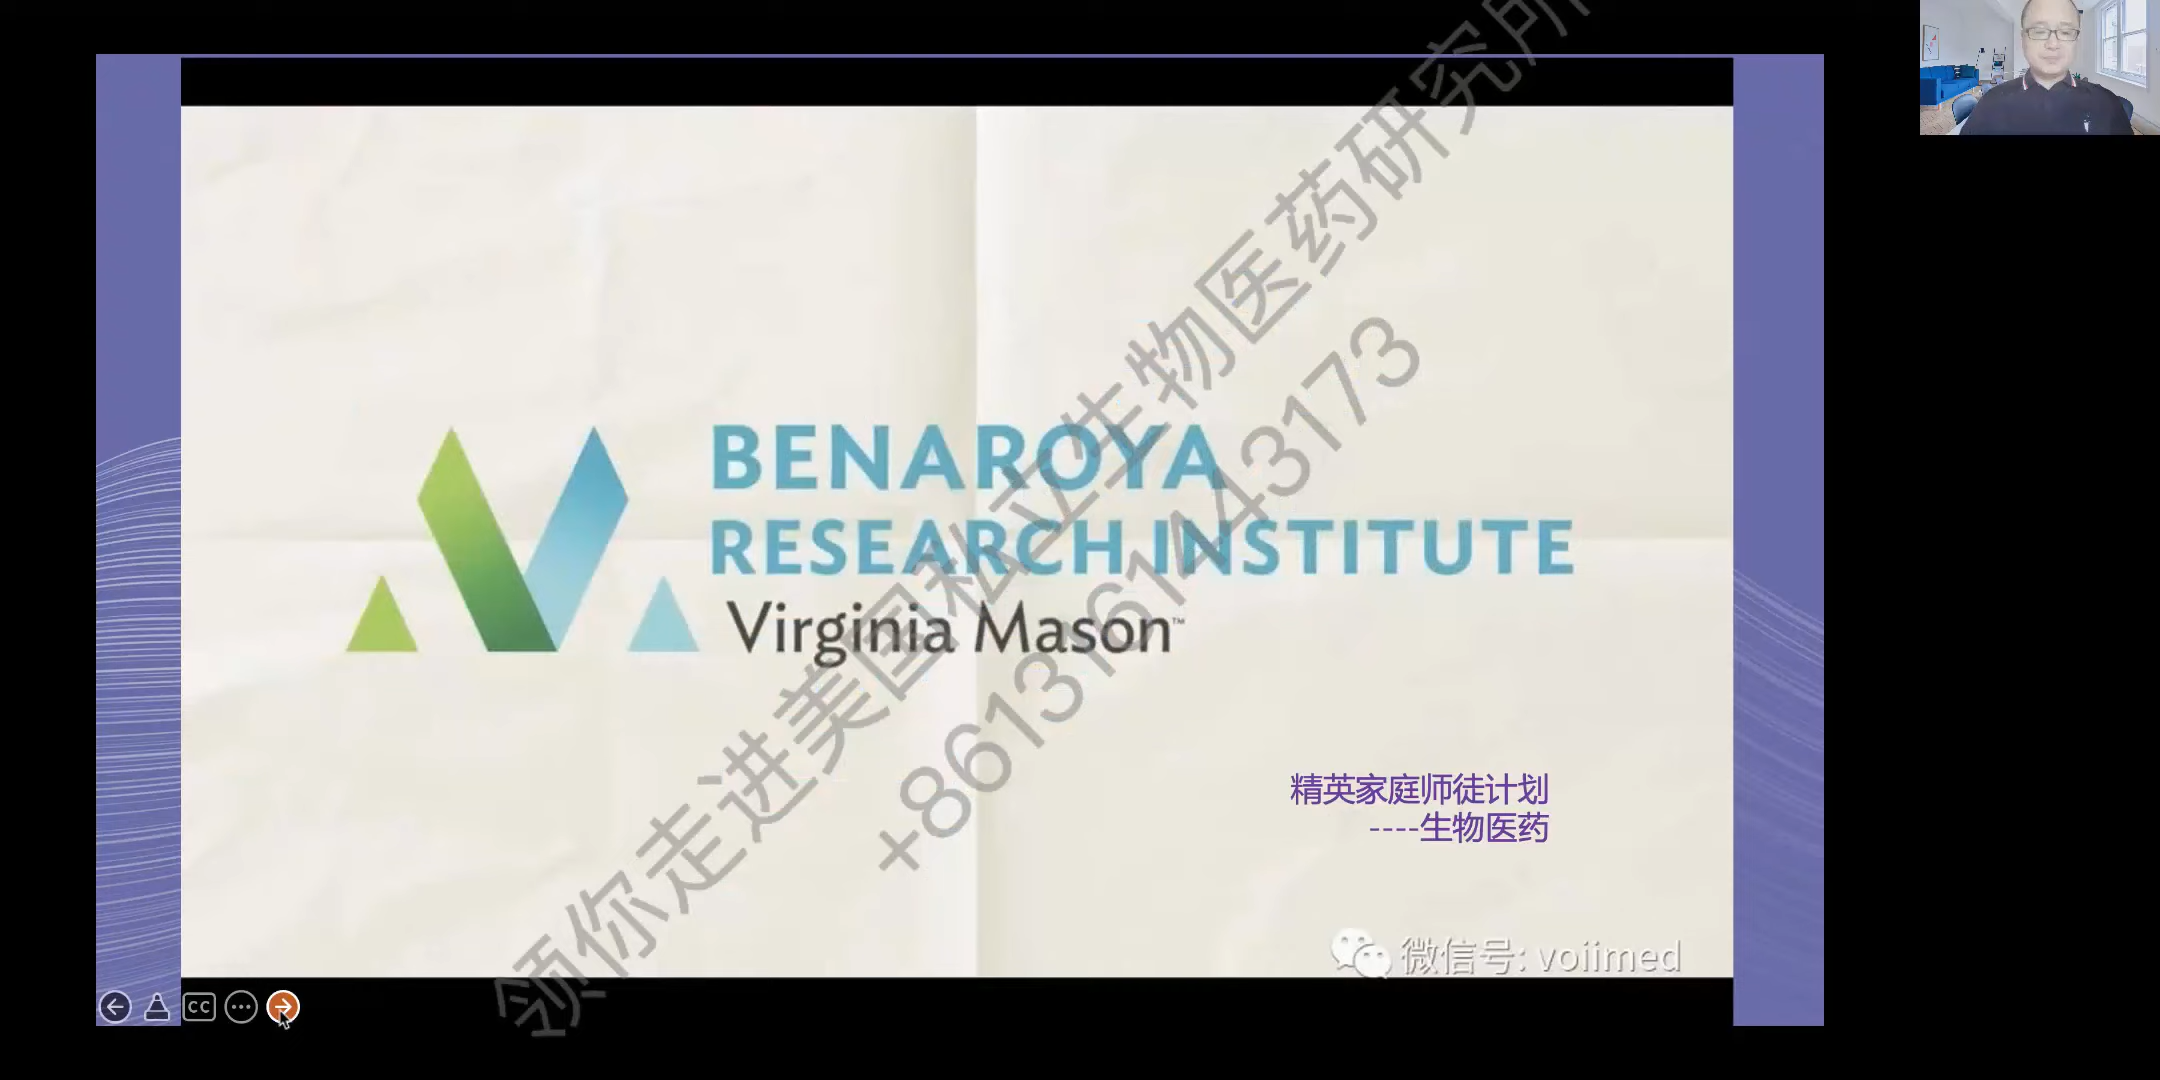 BENAROYA
RESEARCH INSTITUTE
Virginia Mason™
精英家庭师徒计划
----生物医药
微信号: voiimed
领你走进美国私立生物医药研究所
+8613161443173
CC